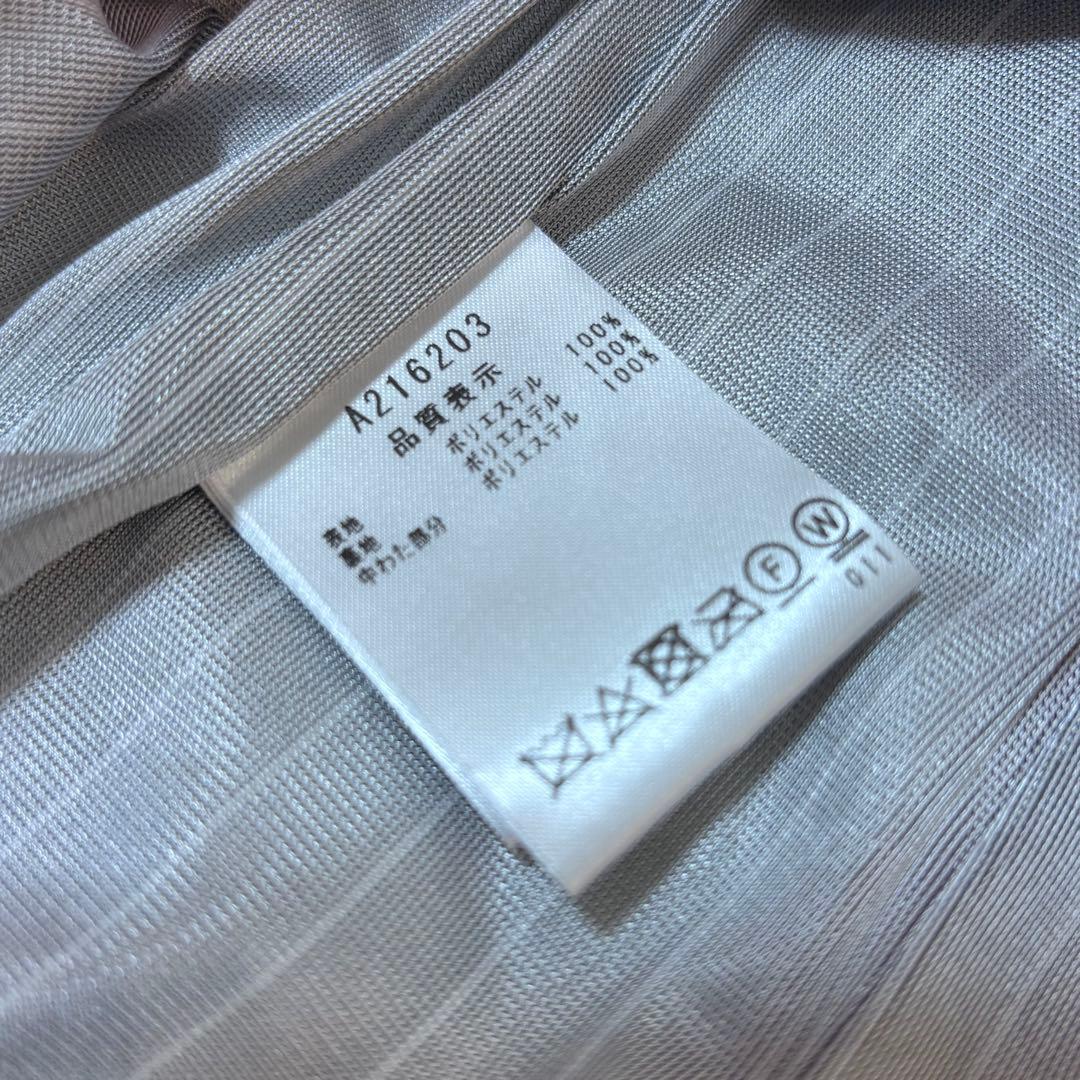 A216203
品質表示
表地 ポリエステル 100%
裏地 ポリエステル 100%
中わた部分 ポリエステル 100%
F W
011